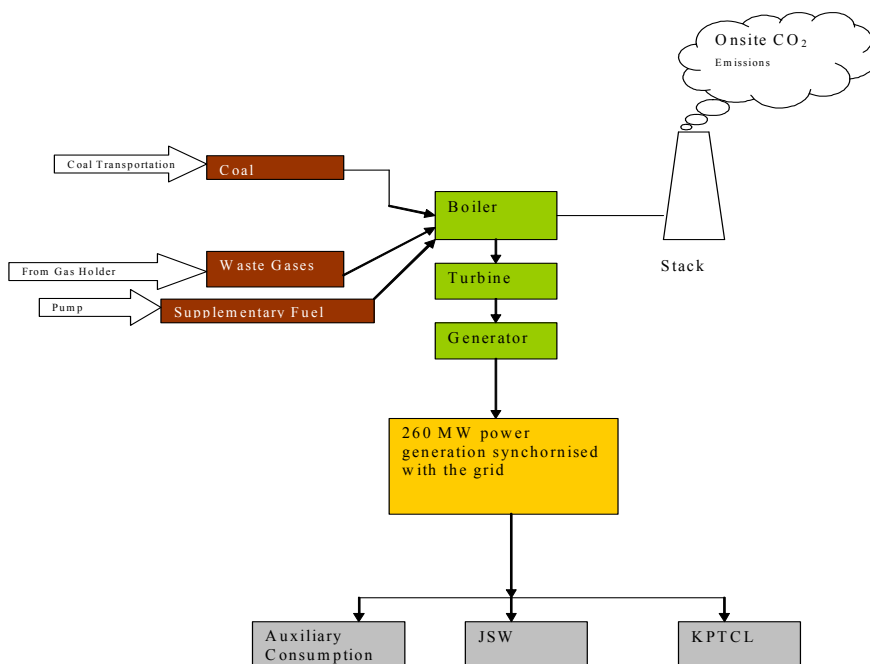 Onsite CO₂
Emissions
Coal Transportation
Coal
Boiler
From Gas Holder
Waste Gases
Stack
Turbine
Pump
Supplementary Fuel
Generator
260 MW power
generation synchornised
with the grid
Auxiliary
Consumption
JSW
KPTCL